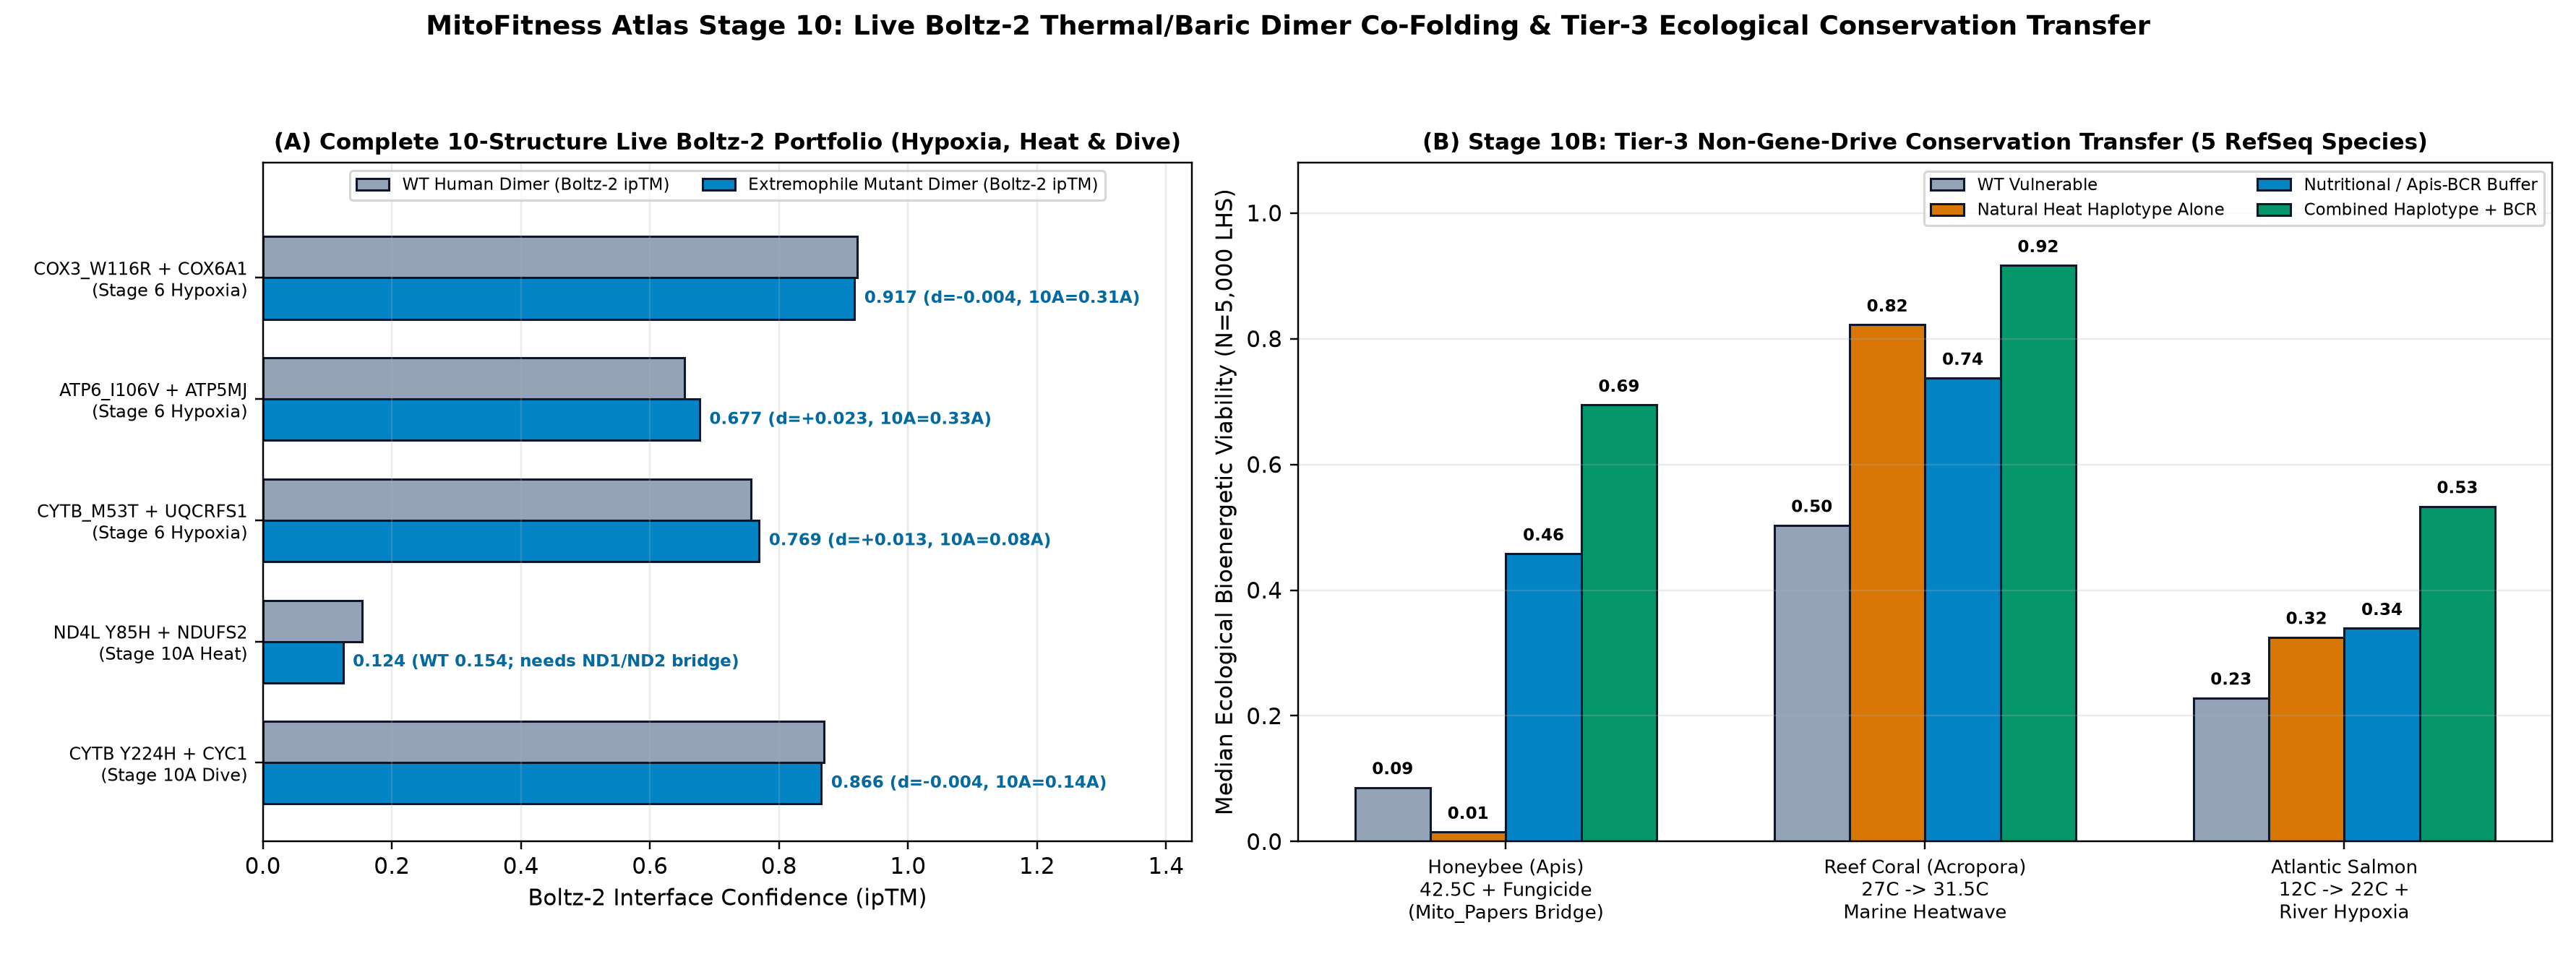 MitoFitness Atlas Stage 10: Live Boltz-2 Thermal/Baric Dimer Co-Folding & Tier-3 Ecological Conservation Transfer
(A) Complete 10-Structure Live Boltz-2 Portfolio (Hypoxia, Heat & Dive)
WT Human Dimer (Boltz-2 ipTM)
Extremophile Mutant Dimer (Boltz-2 ipTM)
COX3_W116R + COX6A1
(Stage 6 Hypoxia)
0.917 (d=-0.004, 10A=0.31A)
ATP6_I106V + ATP5MJ
(Stage 6 Hypoxia)
0.677 (d=+0.023, 10A=0.33A)
CYTB_M53T + UQCRFS1
(Stage 6 Hypoxia)
0.769 (d=+0.013, 10A=0.08A)
ND4L Y85H + NDUFS2
(Stage 10A Heat)
0.124 (WT 0.154; needs ND1/ND2 bridge)
CYTB Y224H + CYC1
(Stage 10A Dive)
0.866 (d=-0.004, 10A=0.14A)
0.0 0.2 0.4 0.6 0.8 1.0 1.2 1.4
Boltz-2 Interface Confidence (ipTM)
(B) Stage 10B: Tier-3 Non-Gene-Drive Conservation Transfer (5 RefSeq Species)
WT Vulnerable
Natural Heat Haplotype Alone
Nutritional / Apis-BCR Buffer
Combined Haplotype + BCR
Median Ecological Bioenergetic Viability (N=5,000 LHS)
1.0
0.8
0.6
0.4
0.2
0.0
0.09
0.01
0.46
0.69
0.50
0.82
0.74
0.92
0.23
0.32
0.34
0.53
Honeybee (Apis)
42.5C + Fungicide
(Mito_Papers Bridge)
Reef Coral (Acropora)
27C -> 31.5C
Marine Heatwave
Atlantic Salmon
12C -> 22C +
River Hypoxia